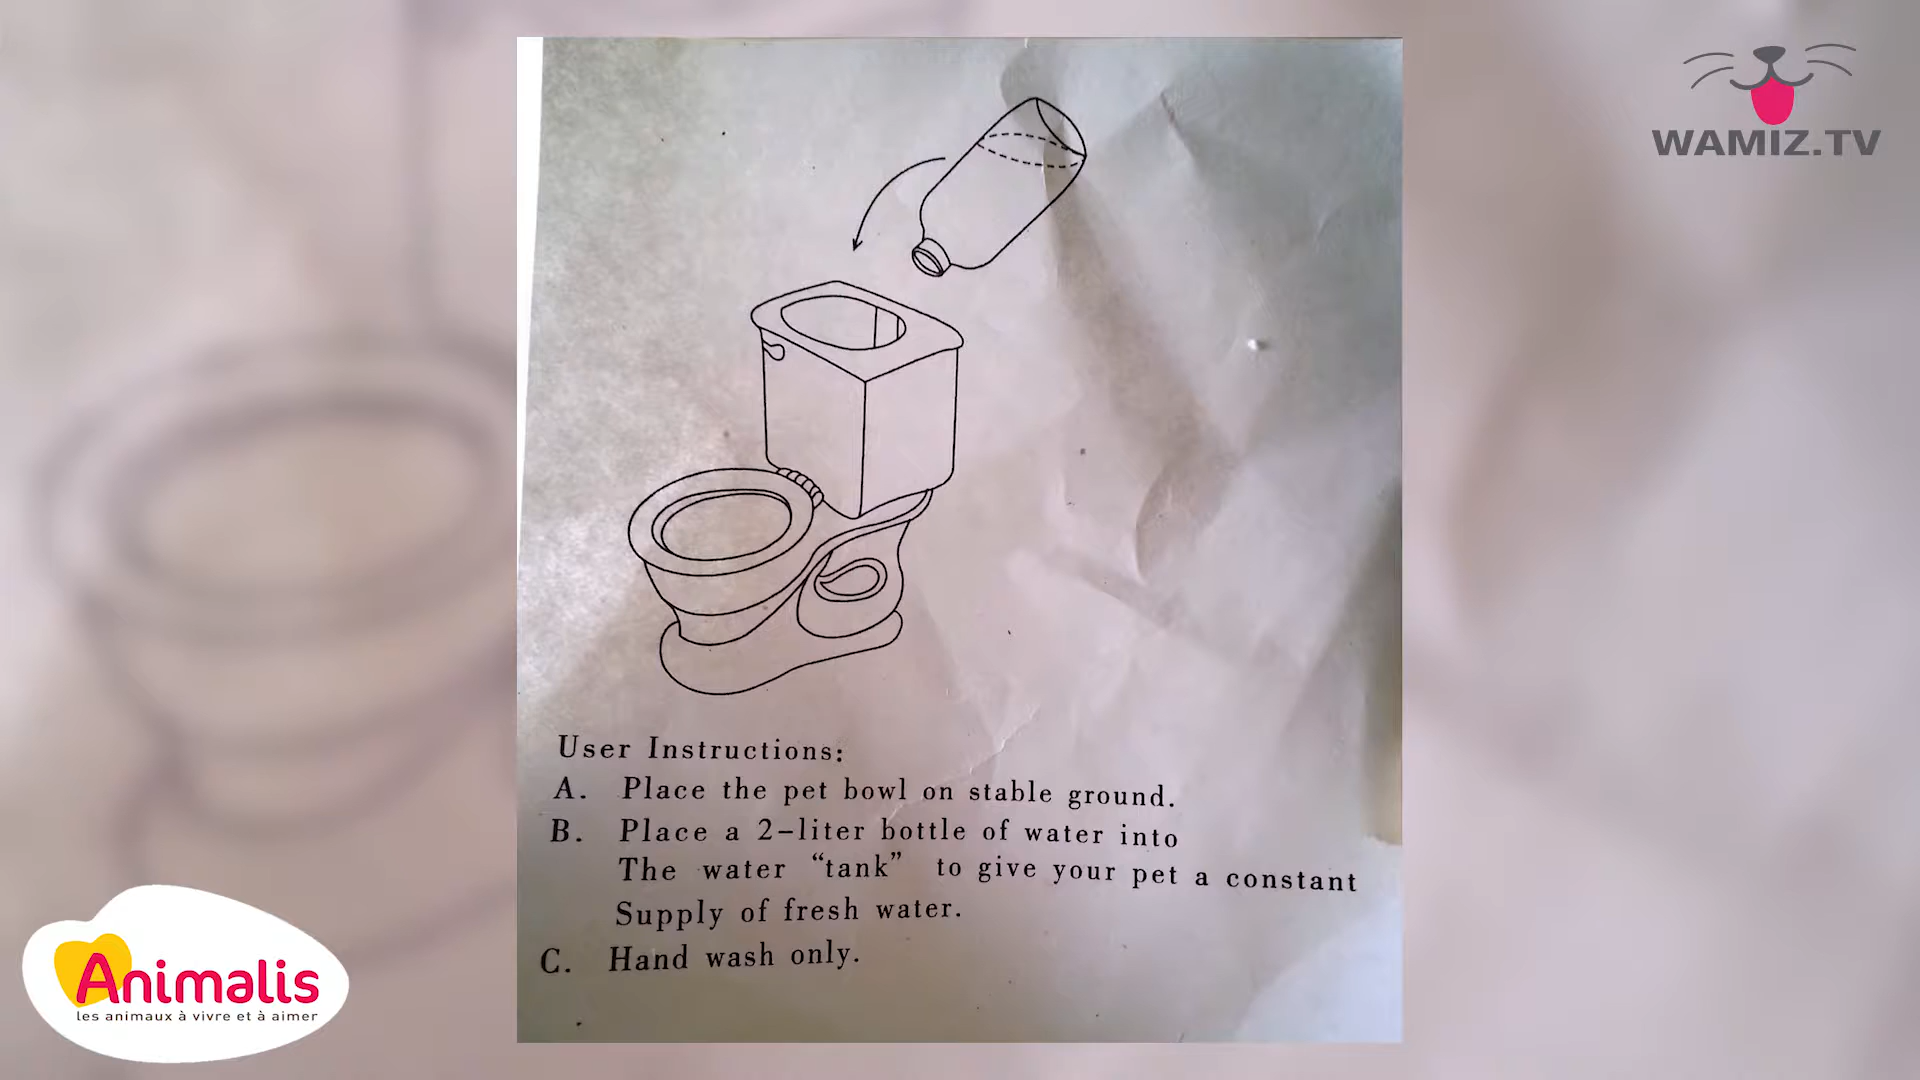 WAMIZ.TV
User Instructions:
A. Place the pet bowl on stable ground.
B. Place a 2-liter bottle of water into
The water “tank” to give your pet a constant
Supply of fresh water.
C. Hand wash only.
Animalis
les animaux à vivre et à aimer